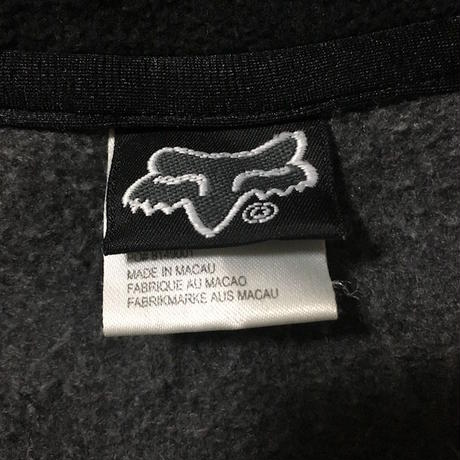 ®
MADE IN MACAU
FABRIQUE AU MACAO
FABRIKMARKE AUS MACAU